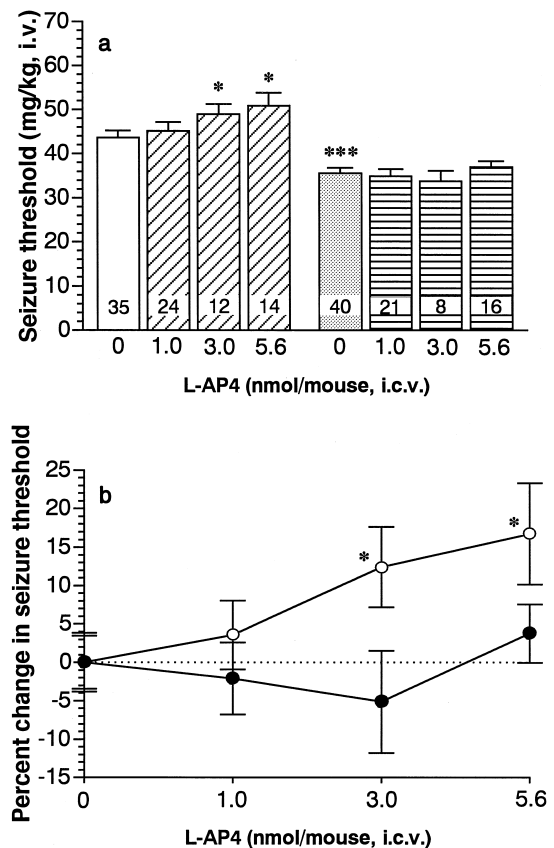 a
Seizure threshold (mg/kg, i.v.)
70
60
50
40
30
20
10
0
* * ***
35 24 12 14 40 21 8 16
0 1.0 3.0 5.6 0 1.0 3.0 5.6
L-AP4 (nmol/mouse, i.c.v.)
b
Percent change in seizure threshold
25
20
15
10
5
0
-5
-10
-15
* *
0 1.0 3.0 5.6
L-AP4 (nmol/mouse, i.c.v.)